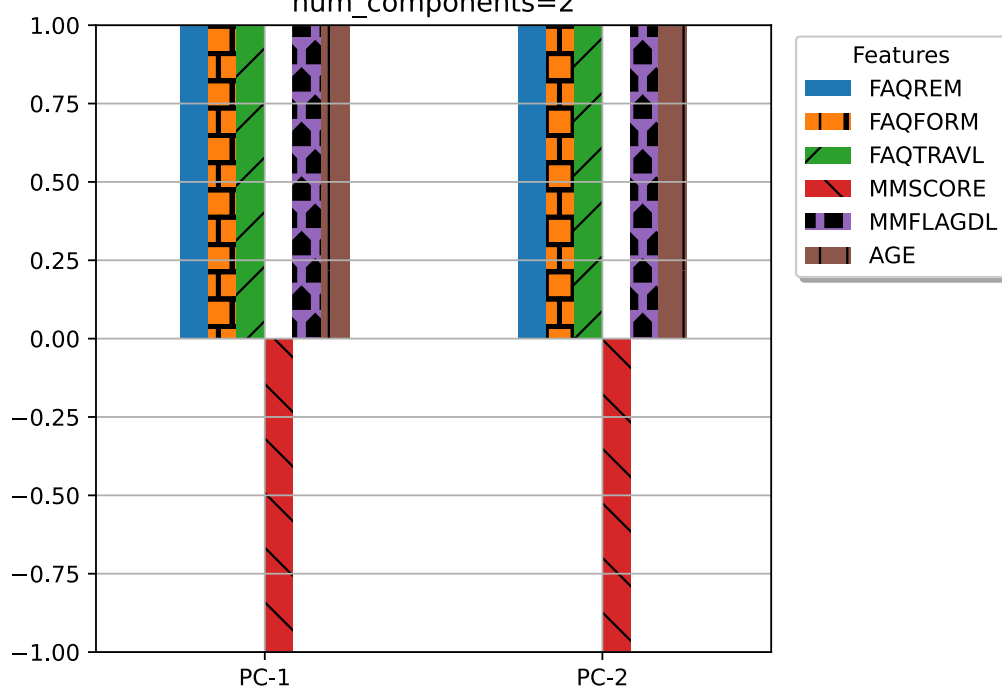 num_components=2
1.00
0.75
0.50
0.25
0.00
−0.25
−0.50
−0.75
−1.00
PC-1
PC-2
Features
FAQREM
FAQFORM
FAQTRAVL
MMSCORE
MMFLAGDL
AGE